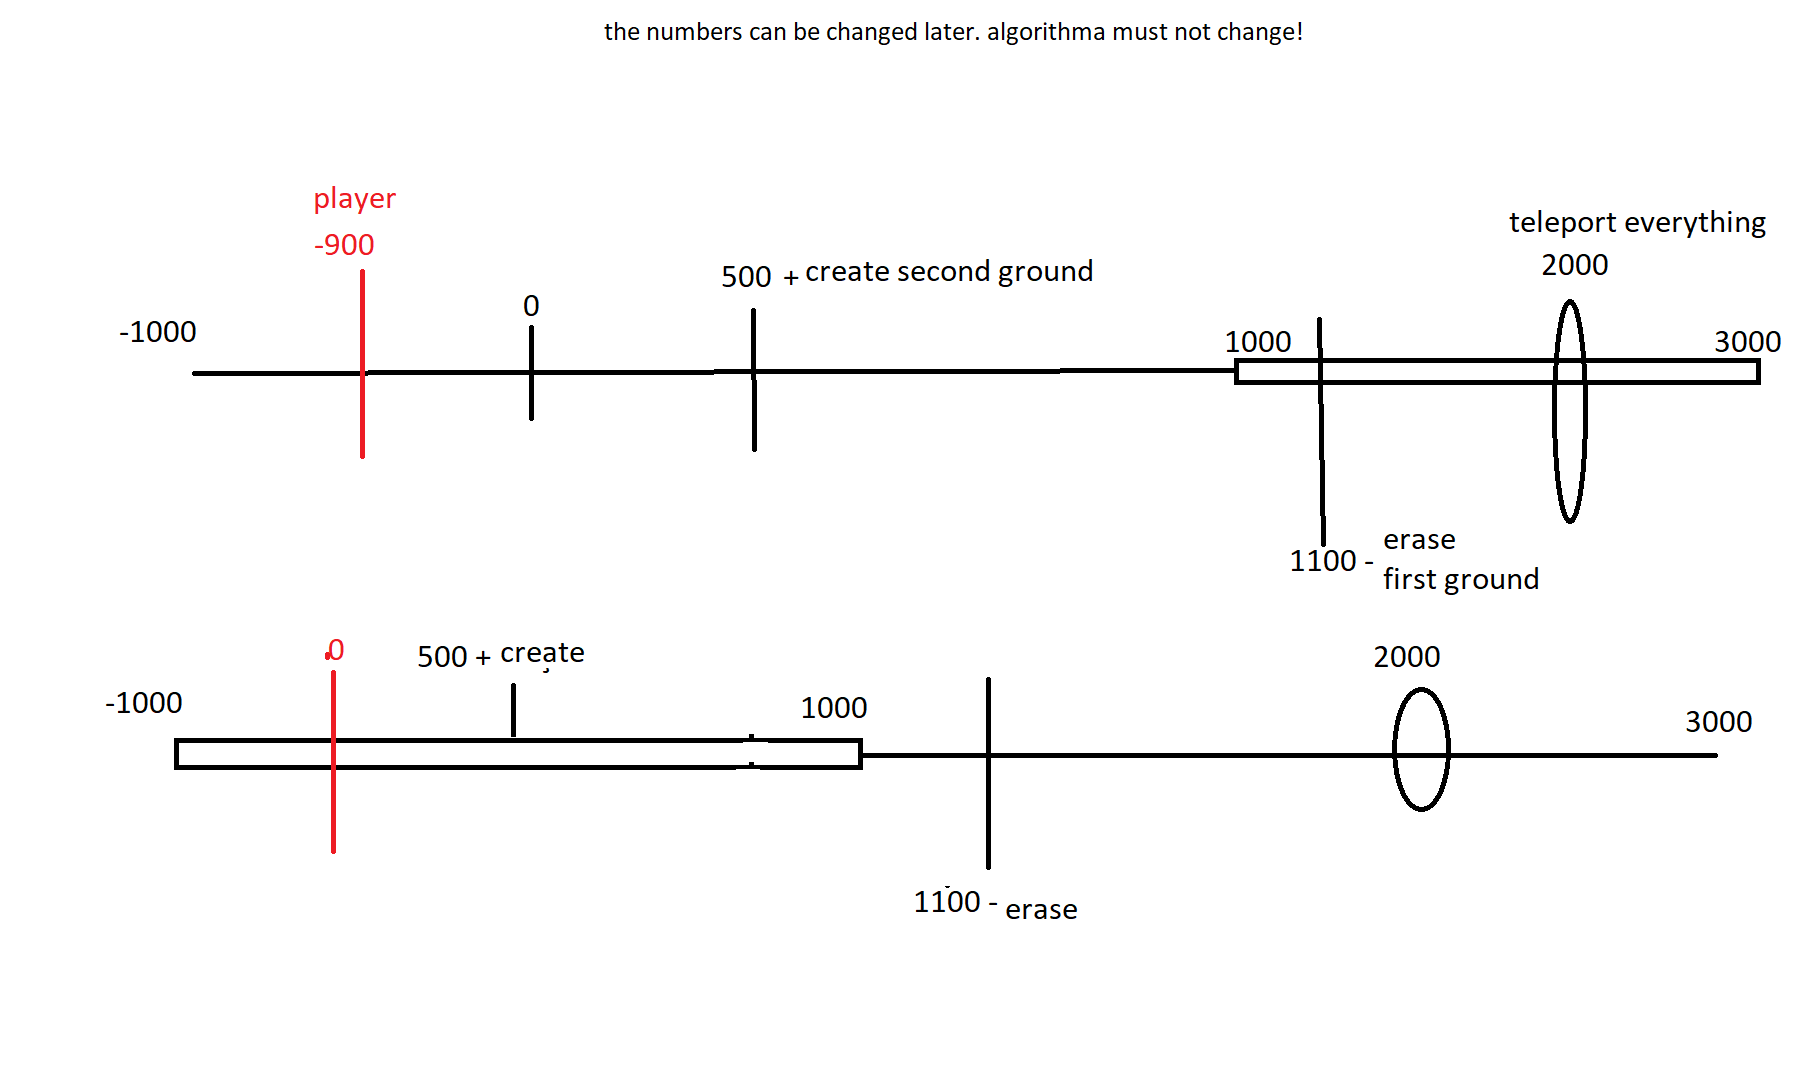 the numbers can be changed later. algorithma must not change!
player
-900
teleport everything
2000
500 + create second ground
0
-1000
1000
3000
erase
1100 - first ground
0
500 + create
2000
-1000
1000
3000
1100 - erase